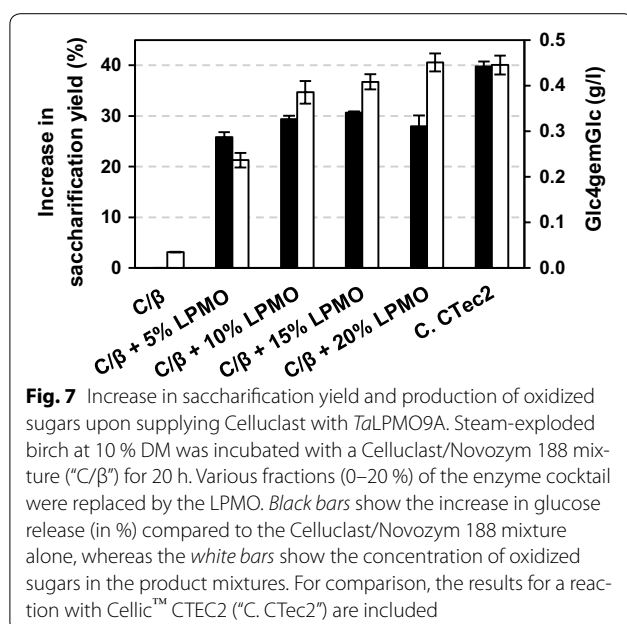 Increase in
saccharification yield (%)
40
30
20
10
0
0.5
0.4
0.3
0.2
0.1
0.0
Glc4gemGlc (g/l)
C/β
C/β + 5% LPMO
C/β + 10% LPMO
C/β + 15% LPMO
C/β + 20% LPMO
C. CTec2
Fig. 7 Increase in saccharification yield and production of oxidized
sugars upon supplying Celluclast with TaLPMO9A. Steam-exploded
birch at 10 % DM was incubated with a Celluclast/Novozym 188 mix-
ture (“C/β”) for 20 h. Various fractions (0–20 %) of the enzyme cocktail
were replaced by the LPMO. Black bars show the increase in glucose
release (in %) compared to the Celluclast/Novozym 188 mixture
alone, whereas the white bars show the concentration of oxidized
sugars in the product mixtures. For comparison, the results for a reac-
tion with Cellic™ CTEC2 (“C. CTec2”) are included